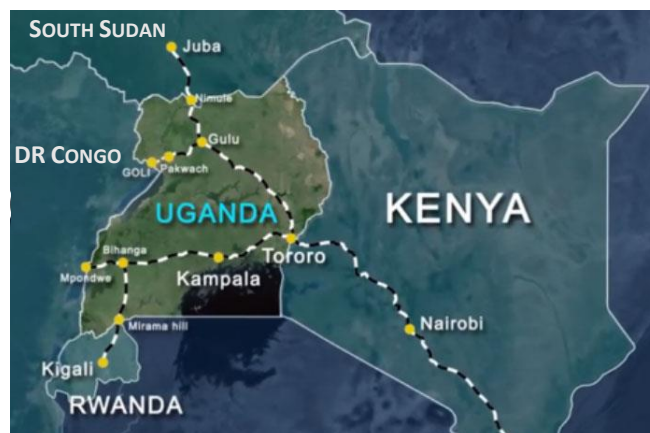 SOUTH SUDAN
Juba
Nimule
Gulu
DR CONGO
GOLI
Pakwach
UGANDA
KENYA
Bihanga
Tororo
Mpondwe
Kampala
Mirama hill
Nairobi
Kigali
RWANDA